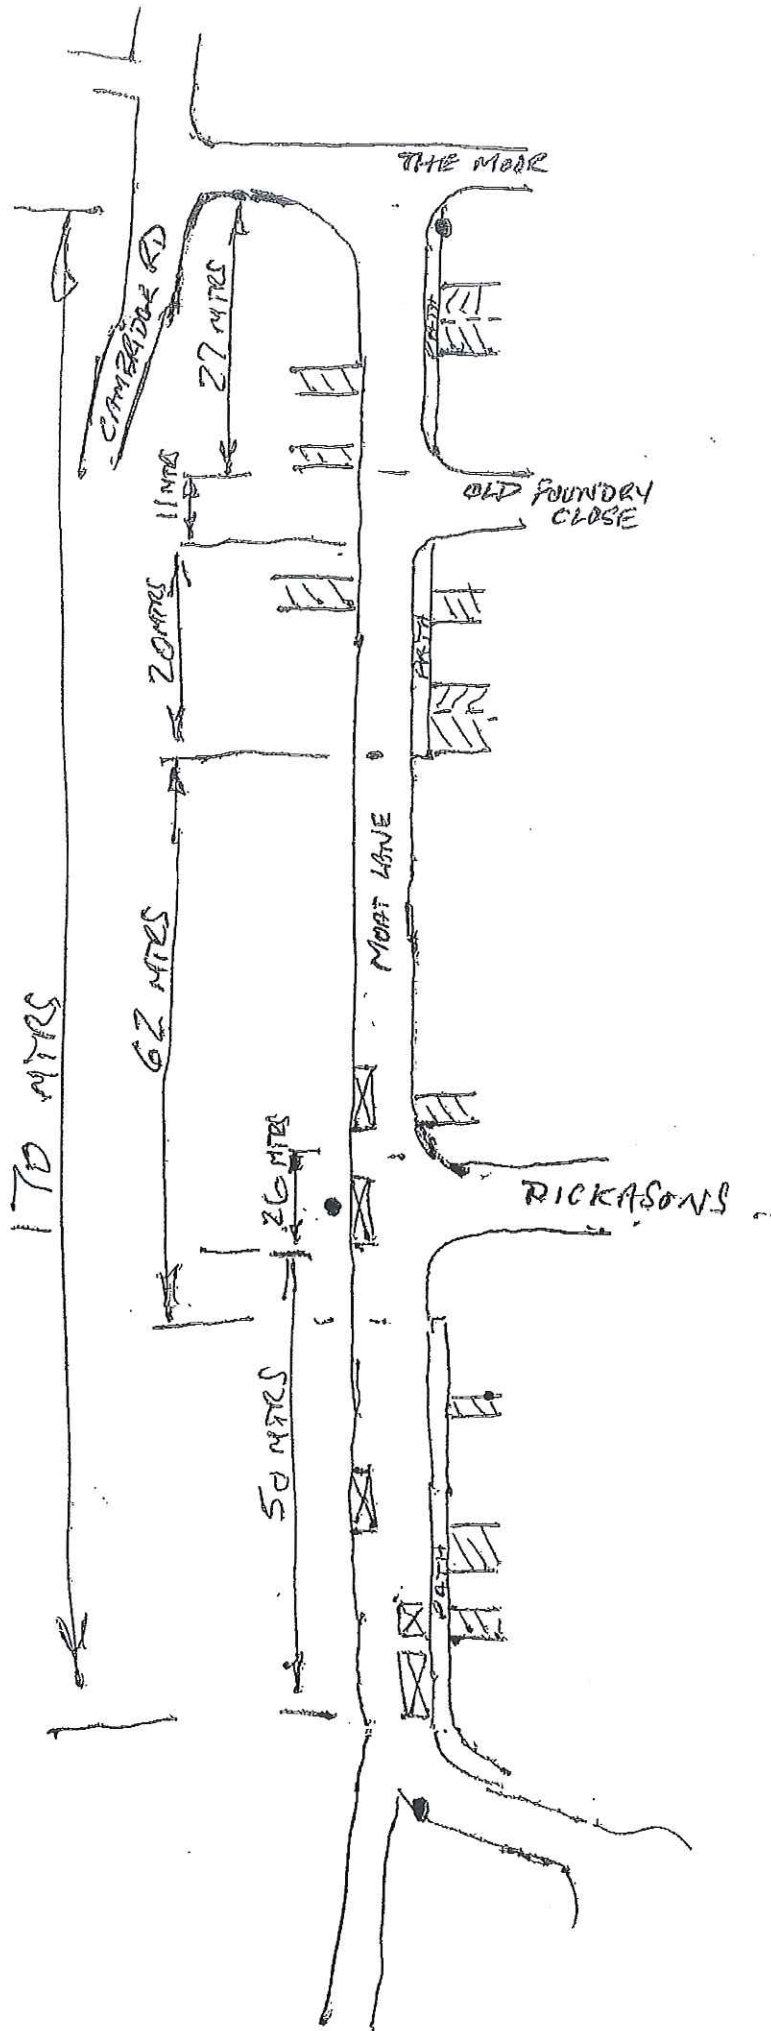 THE MOOR
CAMBRIDGE RD
27 MTRS
PATH
11 MTRS
OLD FOUNDRY
CLOSE
20 MTRS
PATH
MOAT LANE
62 MTRS
170 MTRS
26 MTRS
RICKASONS
50 MTRS
PATH